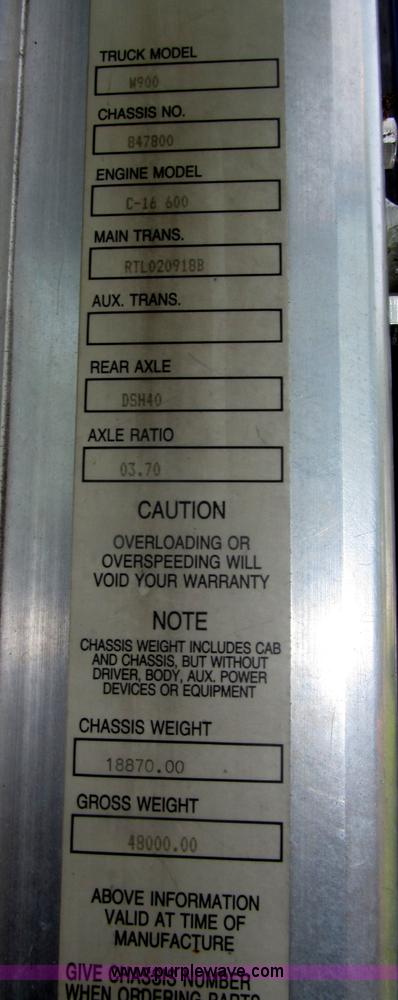 TRUCK MODEL
W900
CHASSIS NO.
847800
ENGINE MODEL
C-16 600
MAIN TRANS.
RTLO20918B
AUX. TRANS.
REAR AXLE
DSH40
AXLE RATIO
03.70
CAUTION
OVERLOADING OR
OVERSPEEDING WILL
VOID YOUR WARRANTY
NOTE
CHASSIS WEIGHT INCLUDES CAB
AND CHASSIS, BUT WITHOUT
DRIVER, BODY, AUX. POWER
DEVICES OR EQUIPMENT
CHASSIS WEIGHT
18870.00
GROSS WEIGHT
48000.00
ABOVE INFORMATION
VALID AT TIME OF
MANUFACTURE
GIVE CHASSIS NUMBER
www.purplewave.com
WHEN ORDERING PARTS